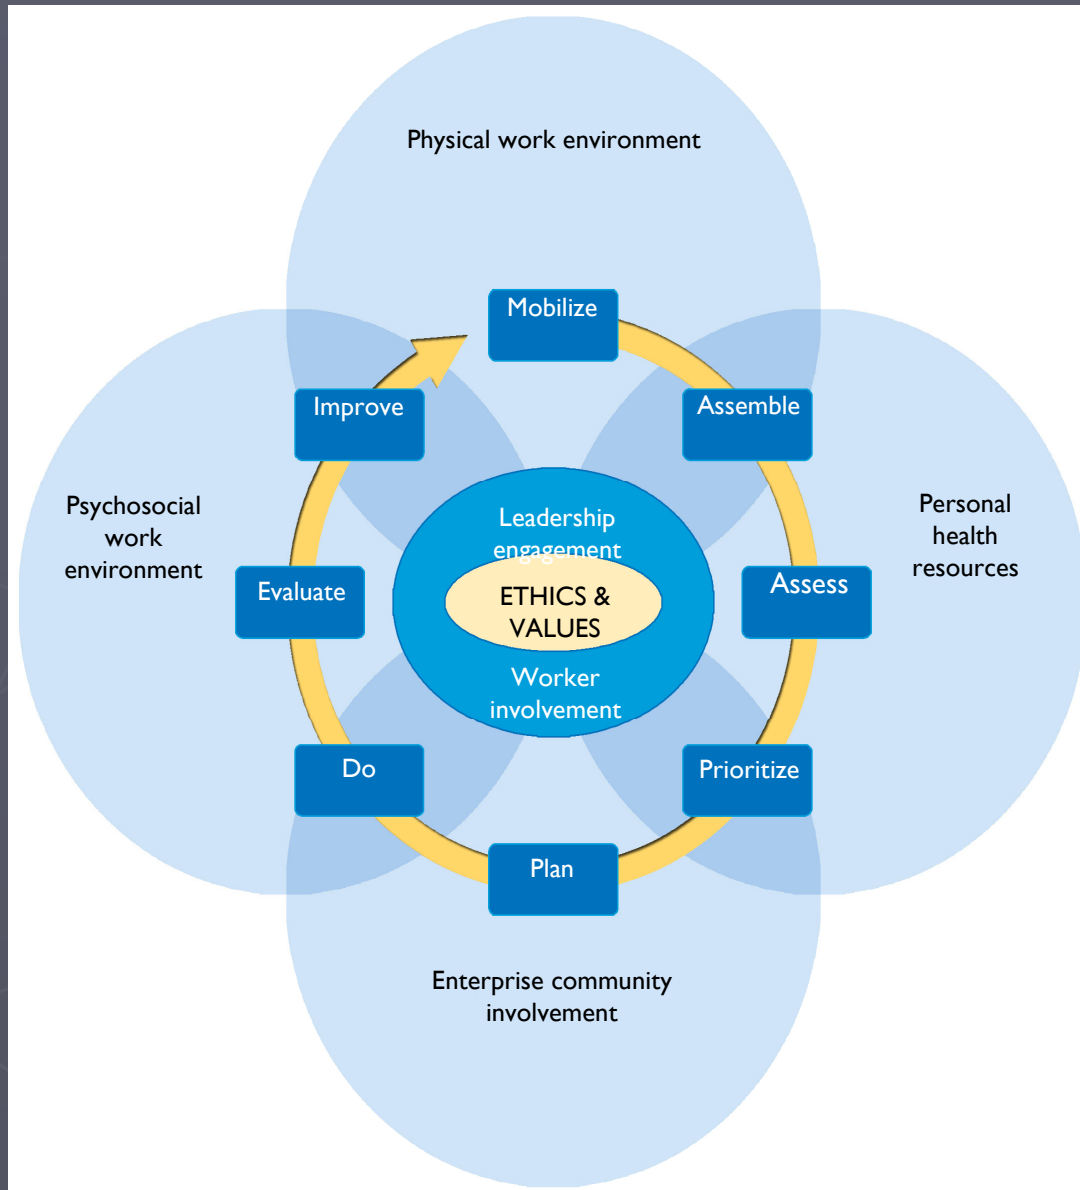 Physical work environment
Mobilize
Improve
Assemble
Psychosocial
work
environment
Leadership
engagement
Personal
health
resources
Evaluate
ETHICS &
VALUES
Assess
Worker
involvement
Do
Prioritize
Plan
Enterprise community
involvement